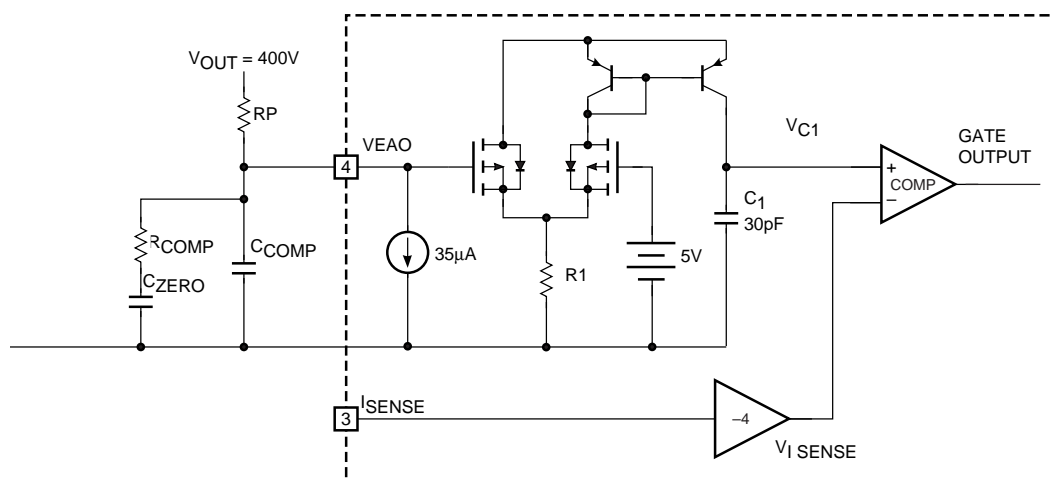 VOUT = 400V
RP
VEAO
4
VC1
GATE
OUTPUT
+
COMP
–
C1
30pF
RCOMP
CCOMP
CZERO
35µA
R1
5V
3
ISENSE
–4
VI SENSE